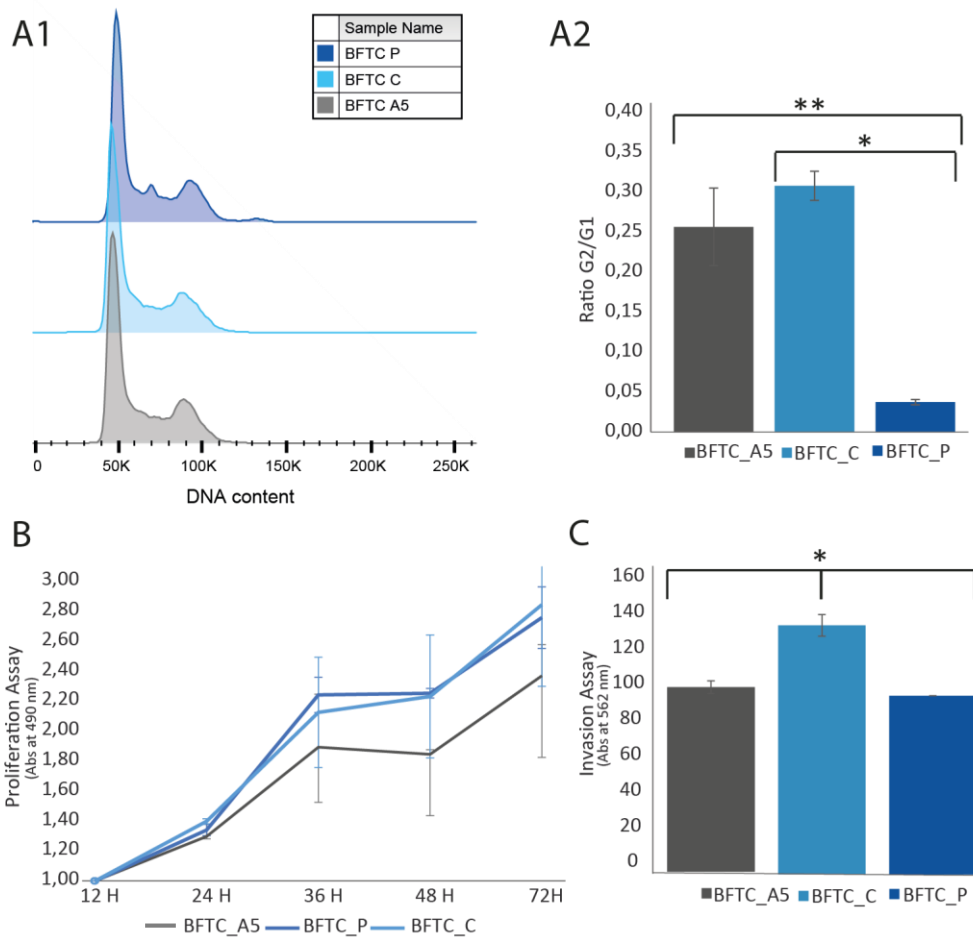 A1
Sample Name
BFTC P
BFTC C
BFTC A5
0 50K 100K 150K 200K 250K
DNA content
A2
Ratio G2/G1
0,40
0,35
0,30
0,25
0,20
0,15
0,10
0,05
0,00
**
*
BFTC_A5 BFTC_C BFTC_P
B
Proliferation Assay
(Abs at 490 nm)
3,00
2,80
2,60
2,40
2,20
2,00
1,80
1,60
1,40
1,20
1,00
12 H 24 H 36 H 48 H 72H
BFTC_A5 BFTC_P BFTC_C
C
Invasion Assay
(Abs at 562 nm)
160
140
120
100
80
60
40
20
0
*
BFTC_A5 BFTC_C BFTC_P